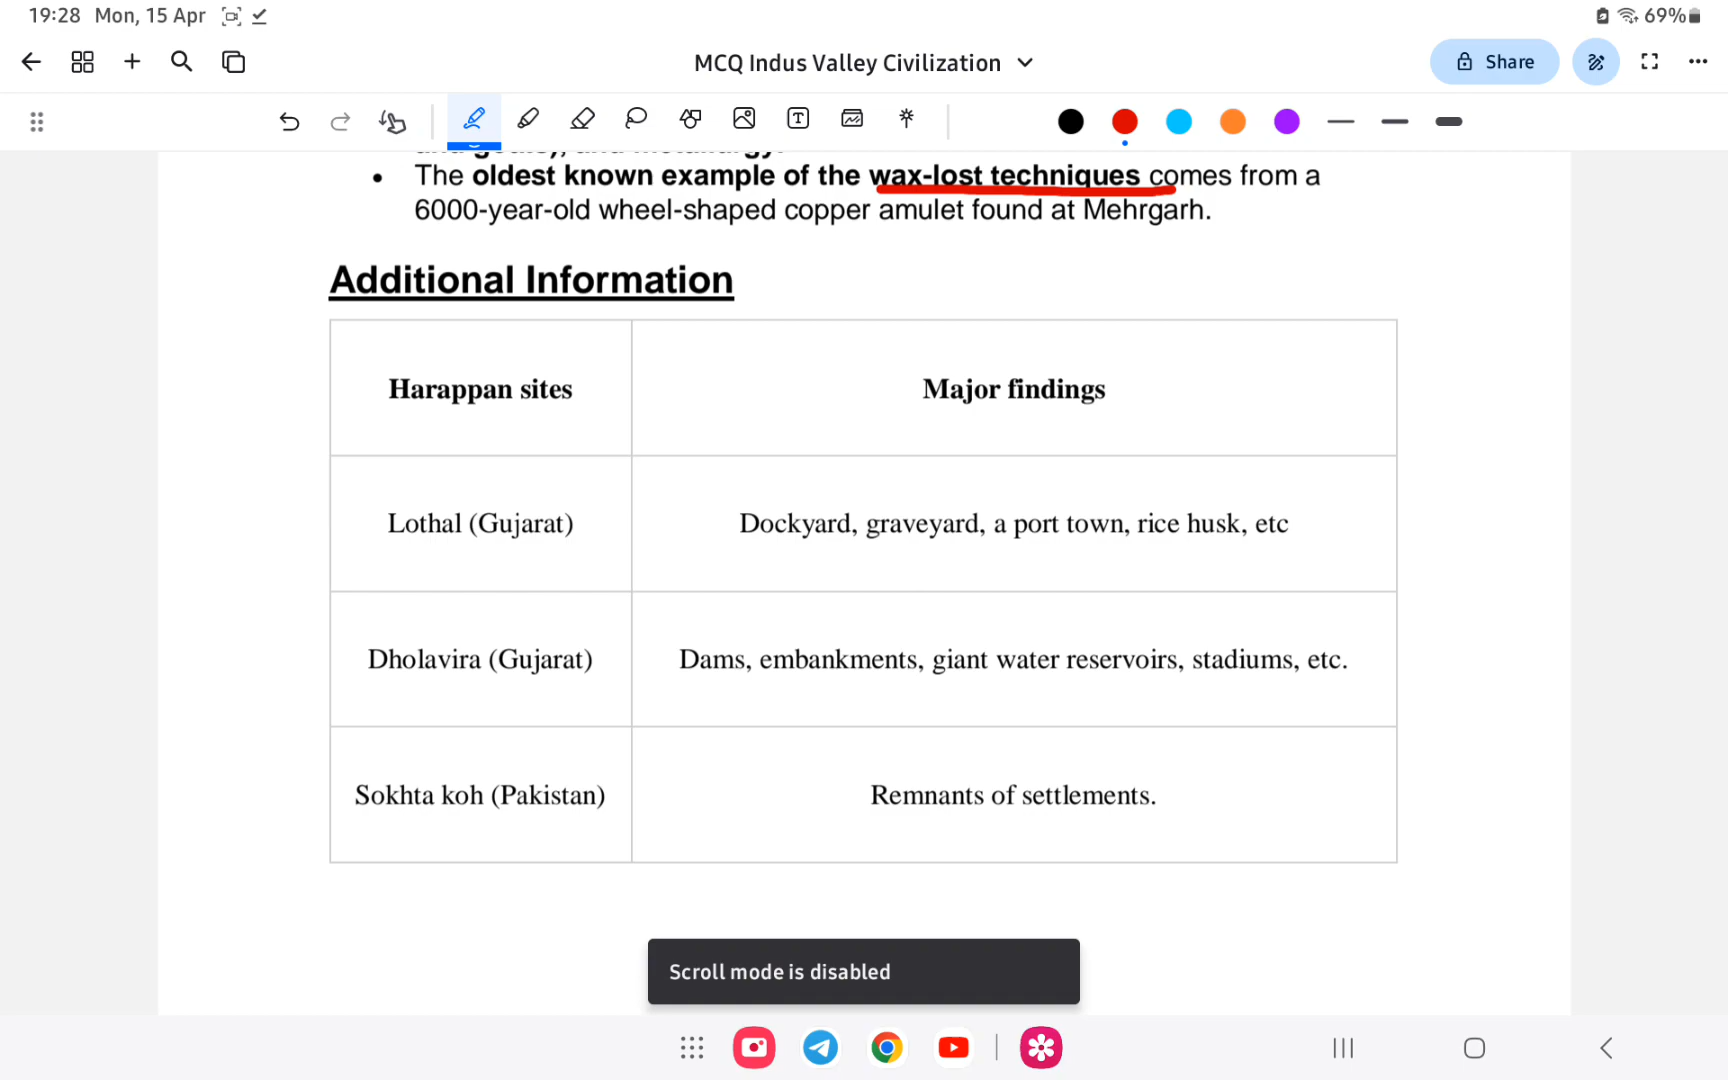 19:28 Mon, 15 Apr
69%
MCQ Indus Valley Civilization
Share
The oldest known example of the wax-lost techniques comes from a
6000-year-old wheel-shaped copper amulet found at Mehrgarh.
Additional Information
Harappan sites Major findings
Lothal (Gujarat) Dockyard, graveyard, a port town, rice husk, etc
Dholavira (Gujarat) Dams, embankments, giant water reservoirs, stadiums, etc.
Sokhta koh (Pakistan) Remnants of settlements.
Scroll mode is disabled